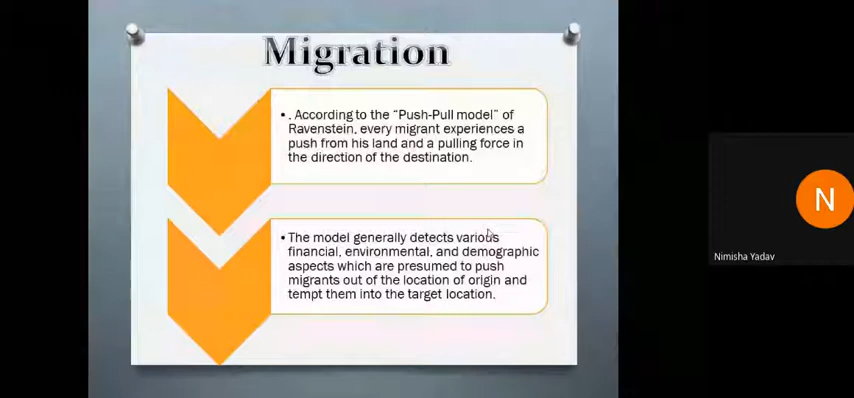 Migration
• . According to the “Push-Pull model” of
Ravenstein, every migrant experiences a
push from his land and a pulling force in
the direction of the destination.
• The model generally detects various
financial, environmental, and demographic
aspects which are presumed to push
migrants out of the location of origin and
tempt them into the target location.
N
Nimisha Yadav